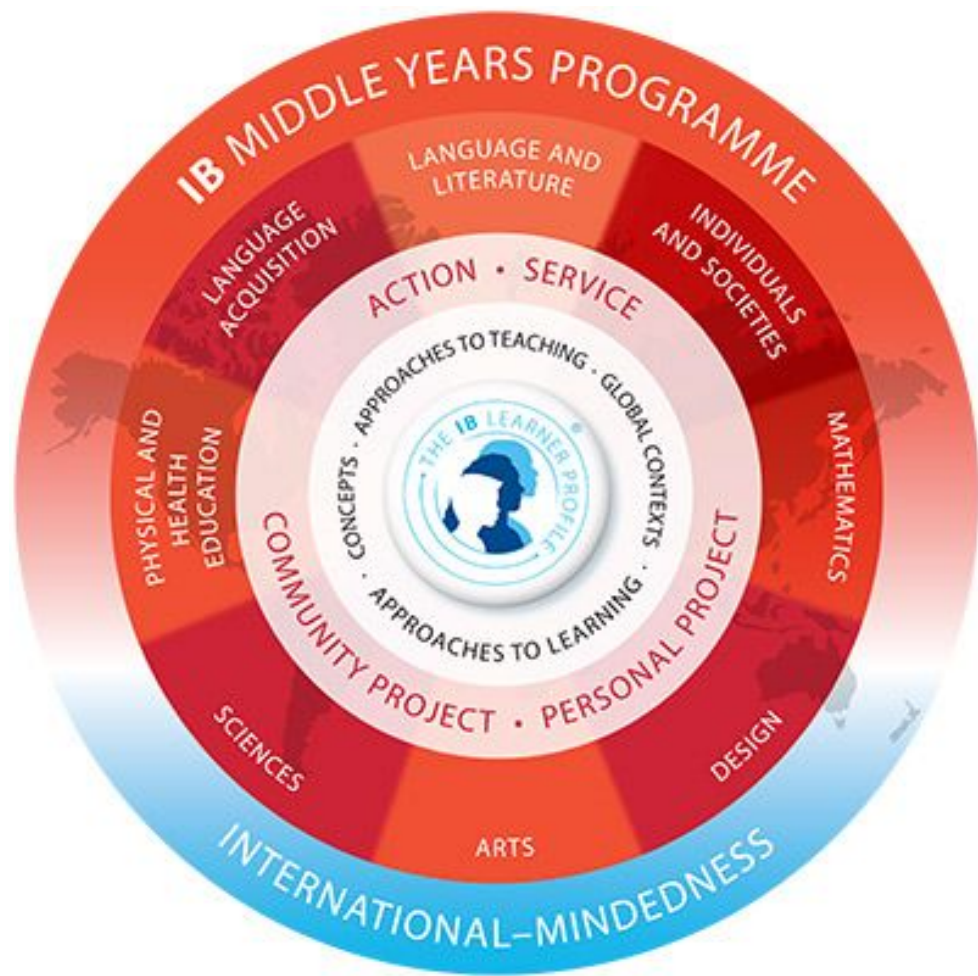 IB MIDDLE YEARS PROGRAMME
LANGUAGE AND
LITERATURE
INDIVIDUALS
AND SOCIETIES
MATHEMATICS
DESIGN
ARTS
SCIENCES
PHYSICAL AND
HEALTH
EDUCATION
LANGUAGE
ACQUISITION
ACTION • SERVICE
COMMUNITY PROJECT • PERSONAL PROJECT
APPROACHES TO TEACHING · GLOBAL CONTEXTS ·
APPROACHES TO LEARNING
· CONCEPTS ·
THE IB LEARNER PROFILE ®
INTERNATIONAL–MINDEDNESS